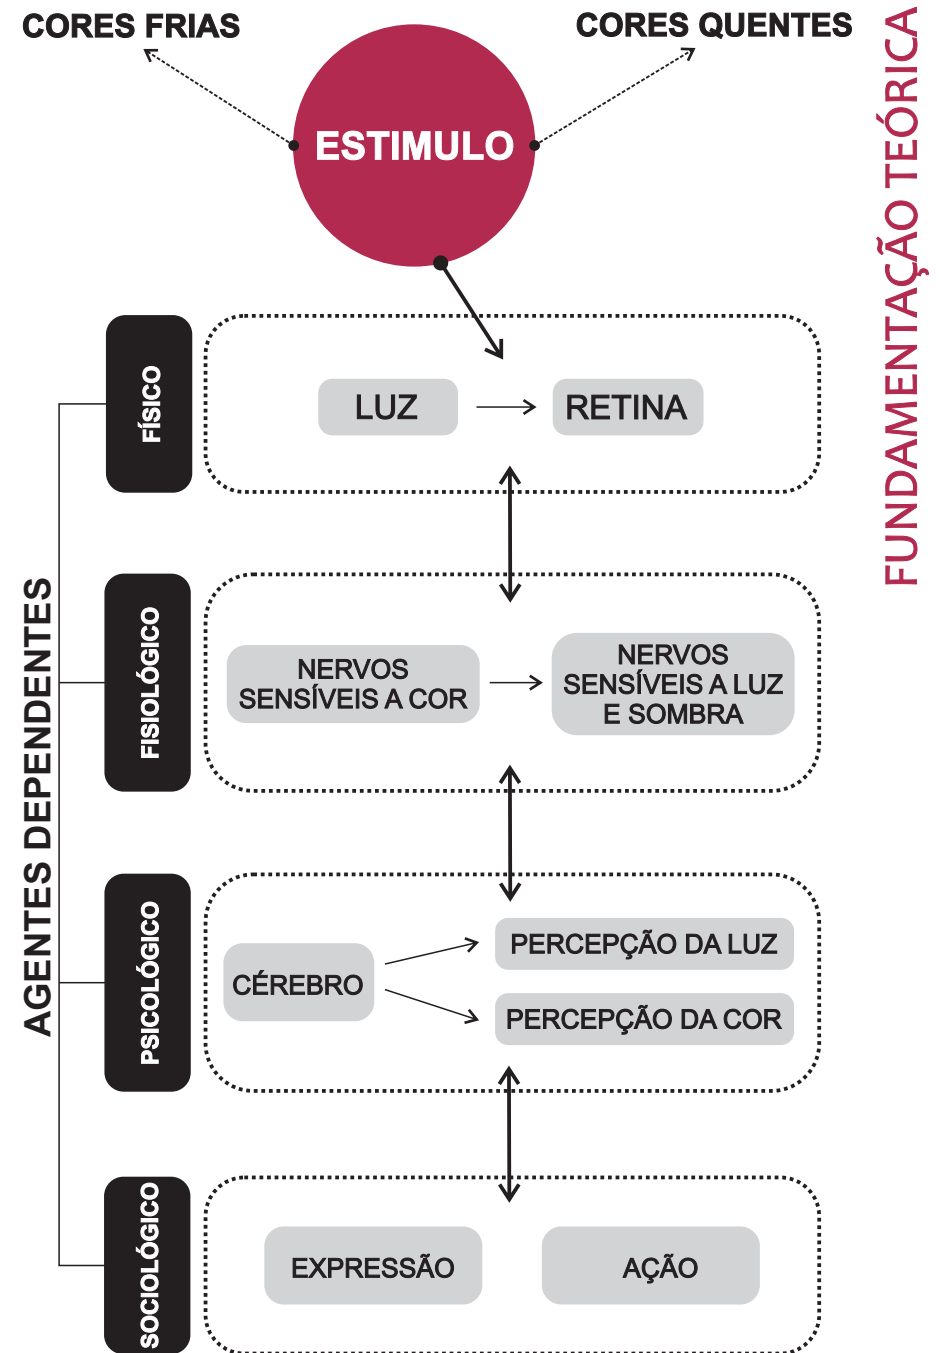 CORES FRIAS
CORES QUENTES
ESTIMULO
FUNDAMENTAÇÃO TEÓRICA
AGENTES DEPENDENTES
FÍSICO
LUZ
RETINA
FISIOLÓGICO
NERVOS
SENSÍVEIS A COR
NERVOS
SENSÍVEIS A LUZ
E SOMBRA
PSICOLÓGICO
CÉREBRO
PERCEPÇÃO DA LUZ
PERCEPÇÃO DA COR
SOCIOLÓGICO
EXPRESSÃO
AÇÃO